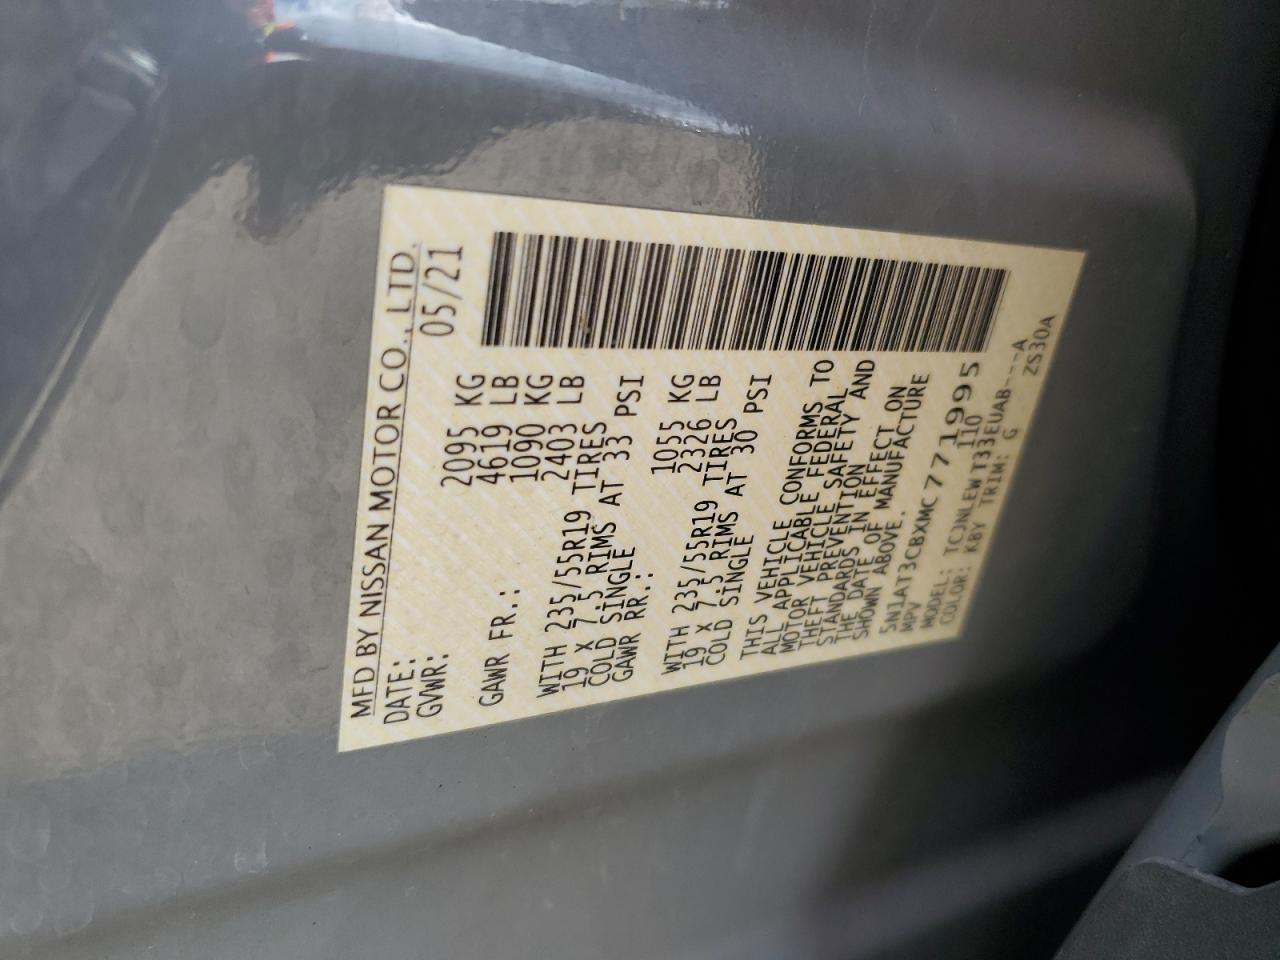 MFD BY NISSAN MOTOR CO., LTD.
DATE: 05/21
GVWR: 2095 KG
4619 LB
GAWR FR.: 1090 KG
2403 LB
WITH 235/55R19 TIRES
19 X 7.5 RIMS AT 33 PSI
COLD SINGLE
GAWR RR.: 1055 KG
2326 LB
WITH 235/55R19 TIRES
19 X 7.5 RIMS AT 30 PSI
COLD SINGLE
THIS VEHICLE CONFORMS TO
ALL APPLICABLE FEDERAL
MOTOR VEHICLE SAFETY AND
THEFT PREVENTION
STANDARDS IN EFFECT ON
THE DATE OF MANUFACTURE
SHOWN ABOVE.
5N1AT3CBXMC771995
MPV 110
MODEL: TCJNLEWT33EUAB----A
COLOR: KBY TRIM: G ZS30A